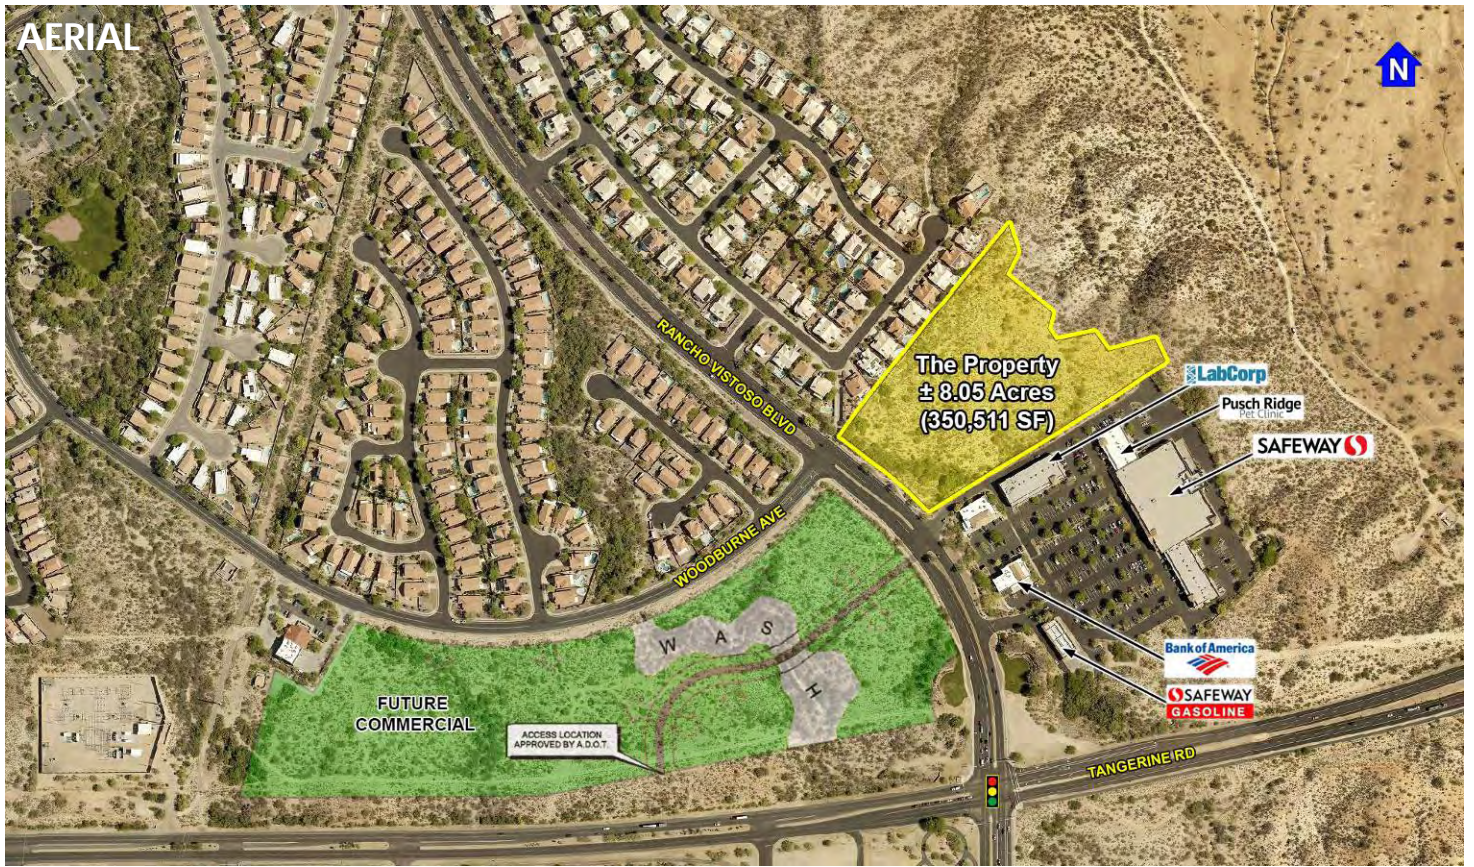 AERIAL
N
RANCHO VISTOSO BLVD
The Property
± 8.05 Acres
(350,511 SF)
LabCorp
Pusch Ridge
Pet Clinic
SAFEWAY
WOODBURNE AVE
W A S H
FUTURE
COMMERCIAL
ACCESS LOCATION
APPROVED BY A.D.O.T.
Bank of America
SAFEWAY
GASOLINE
TANGERINE RD